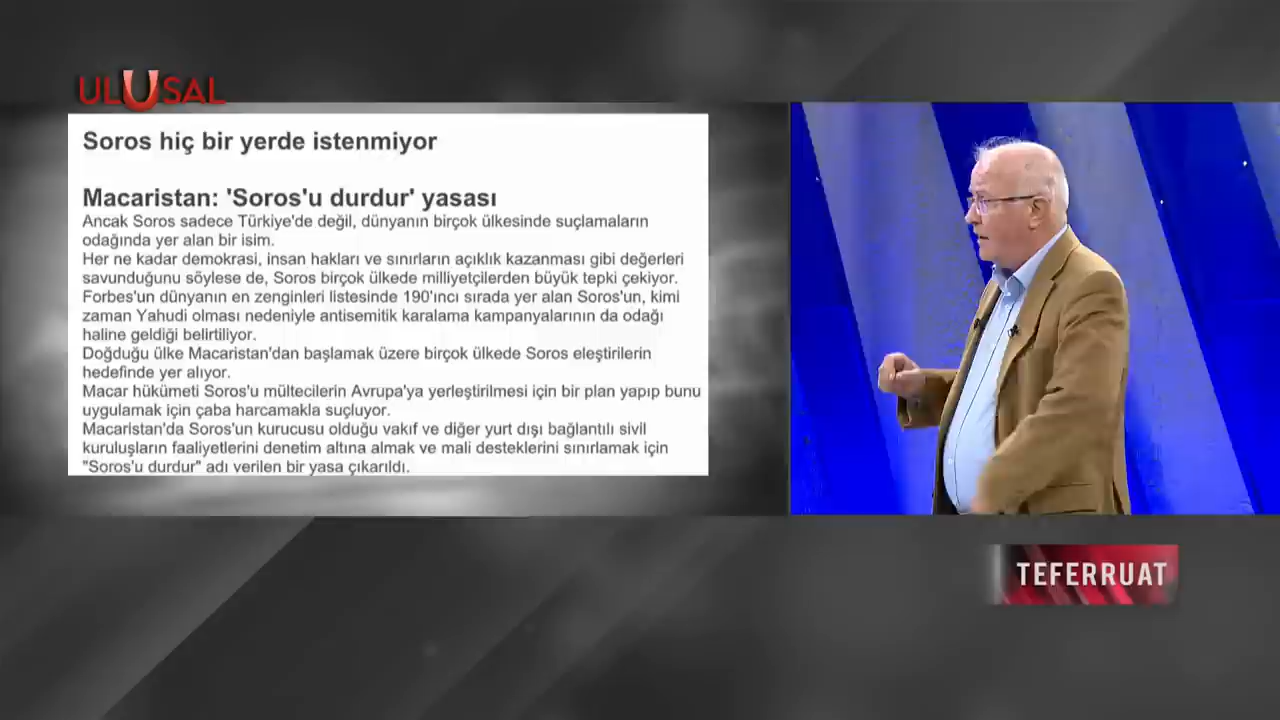 ULUSAL
Soros hiç bir yerde istenmiyor
Macaristan: 'Soros'u durdur' yasası
Ancak Soros sadece Türkiye'de değil, dünyanın birçok ülkesinde suçlamaların
odağında yer alan bir isim.
Her ne kadar demokrasi, insan hakları ve sınırların açıklık kazanması gibi değerleri
savunduğunu söylese de, Soros birçok ülkede milliyetçilerden büyük tepki çekiyor.
Forbes'un dünyanın en zenginleri listesinde 190'ıncı sırada yer alan Soros'un, kimi
zaman Yahudi olması nedeniyle antisemitik karalama kampanyalarının da odağı
haline geldiği belirtiliyor.
Doğduğu ülke Macaristan'dan başlamak üzere birçok ülkede Soros eleştirilerin
hedefinde yer alıyor.
Macar hükümeti Soros'u mültecilerin Avrupa'ya yerleştirilmesi için bir plan yapıp bunu
uygulamak için çaba harcamakla suçluyor.
Macaristan'da Soros'un kurucusu olduğu vakıf ve diğer yurt dışı bağlantılı sivil
kuruluşların faaliyetlerini denetim altına almak ve mali desteklerini sınırlamak için
"Soros'u durdur" adı verilen bir yasa çıkarıldı.
TEFERRUAT